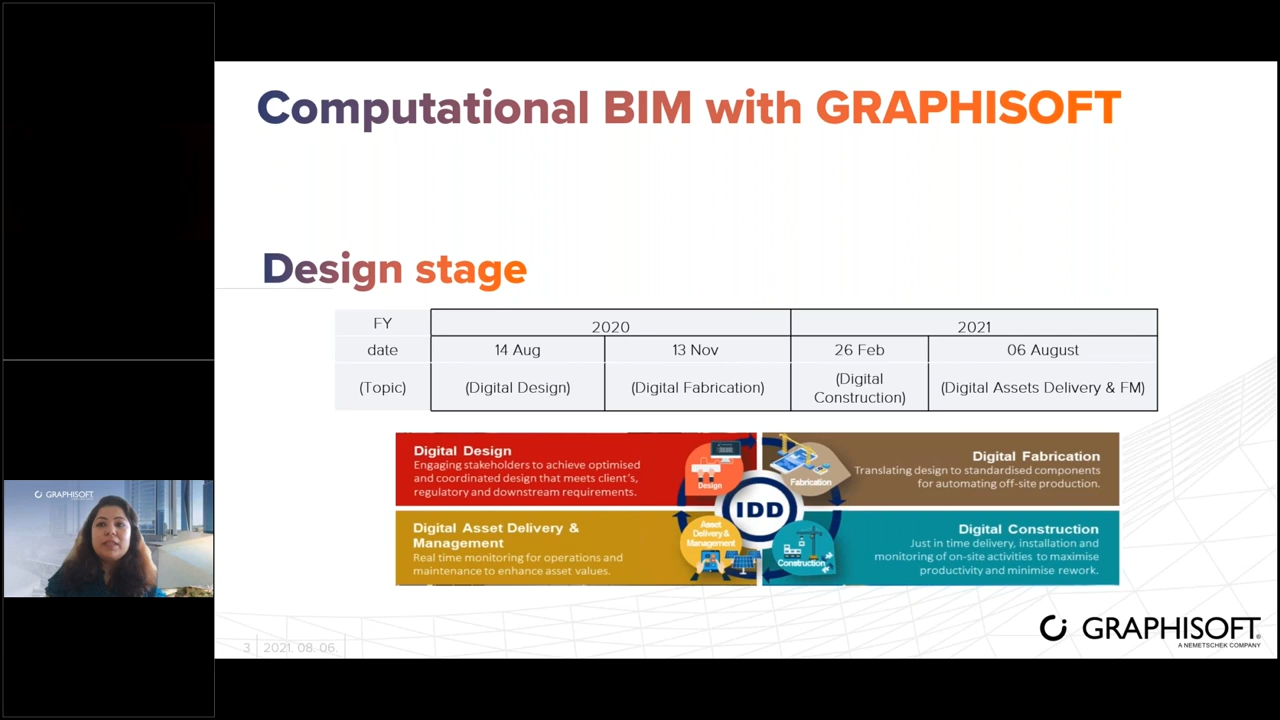 Computational BIM with GRAPHISOFT
Design stage
FY 2020 2021
date 14 Aug 13 Nov 26 Feb 06 August
(Topic) (Digital Design) (Digital Fabrication) (Digital Construction) (Digital Assets Delivery & FM)
Digital Design
Engaging stakeholders to achieve optimised
and coordinated design that meets client's,
regulatory and downstream requirements.
Design
Digital Fabrication
Translating design to standardised components
for automating off-site production.
Fabrication
IDD
Digital Asset Delivery &
Management
Real time monitoring for operations and
maintenance to enhance asset values.
Asset
Delivery &
Management
Digital Construction
Just in time delivery, installation and
monitoring of on-site activities to maximise
productivity and minimise rework.
Construction
GRAPHISOFT
GRAPHISOFT
A NEMETSCHEK COMPANY
3 2021. 08. 06.